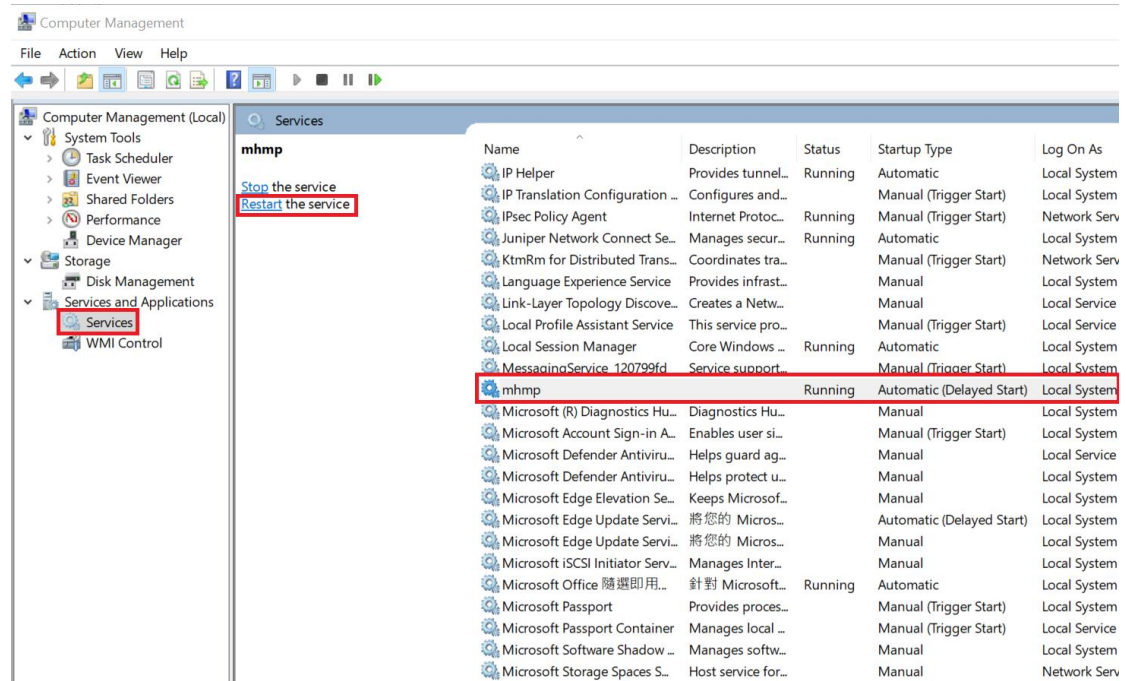 Computer Management
File Action View Help
Computer Management (Local)
System Tools
Task Scheduler
Event Viewer
Shared Folders
Performance
Device Manager
Storage
Disk Management
Services and Applications
Services
WMI Control
Services
mhmp
Stop the service
Restart the service
Name Description Status Startup Type Log On As
IP Helper Provides tunnel... Running Automatic Local System
IP Translation Configuration ... Configures and... Manual (Trigger Start) Local System
IPsec Policy Agent Internet Protoc... Running Manual (Trigger Start) Network Serv
Juniper Network Connect Se... Manages secur... Running Automatic Local System
KtmRm for Distributed Trans... Coordinates tra... Manual (Trigger Start) Network Serv
Language Experience Service Provides infrast... Manual Local System
Link-Layer Topology Discove... Creates a Netw... Manual Local Service
Local Profile Assistant Service This service pro... Manual (Trigger Start) Local Service
Local Session Manager Core Windows ... Running Automatic Local System
MessagingService_120799fd Service support... Manual (Trigger Start) Local System
mhmp Running Automatic (Delayed Start) Local System
Microsoft (R) Diagnostics Hu... Diagnostics Hu... Manual Local System
Microsoft Account Sign-in A... Enables user si... Manual (Trigger Start) Local System
Microsoft Defender Antiviru... Helps guard ag... Manual Local Service
Microsoft Defender Antiviru... Helps protect u... Manual Local System
Microsoft Edge Elevation Se... Keeps Microsof... Manual Local System
Microsoft Edge Update Servi... 將您的 Micros... Automatic (Delayed Start) Local System
Microsoft Edge Update Servi... 將您的 Micros... Manual Local System
Microsoft iSCSI Initiator Serv... Manages Inter... Manual Local System
Microsoft Office 隨選即用... 針對 Microsoft... Running Automatic Local System
Microsoft Passport Provides proces... Manual (Trigger Start) Local System
Microsoft Passport Container Manages local ... Manual (Trigger Start) Local Service
Microsoft Software Shadow ... Manages softw... Manual Local System
Microsoft Storage Spaces S... Host service for... Manual Network Serv